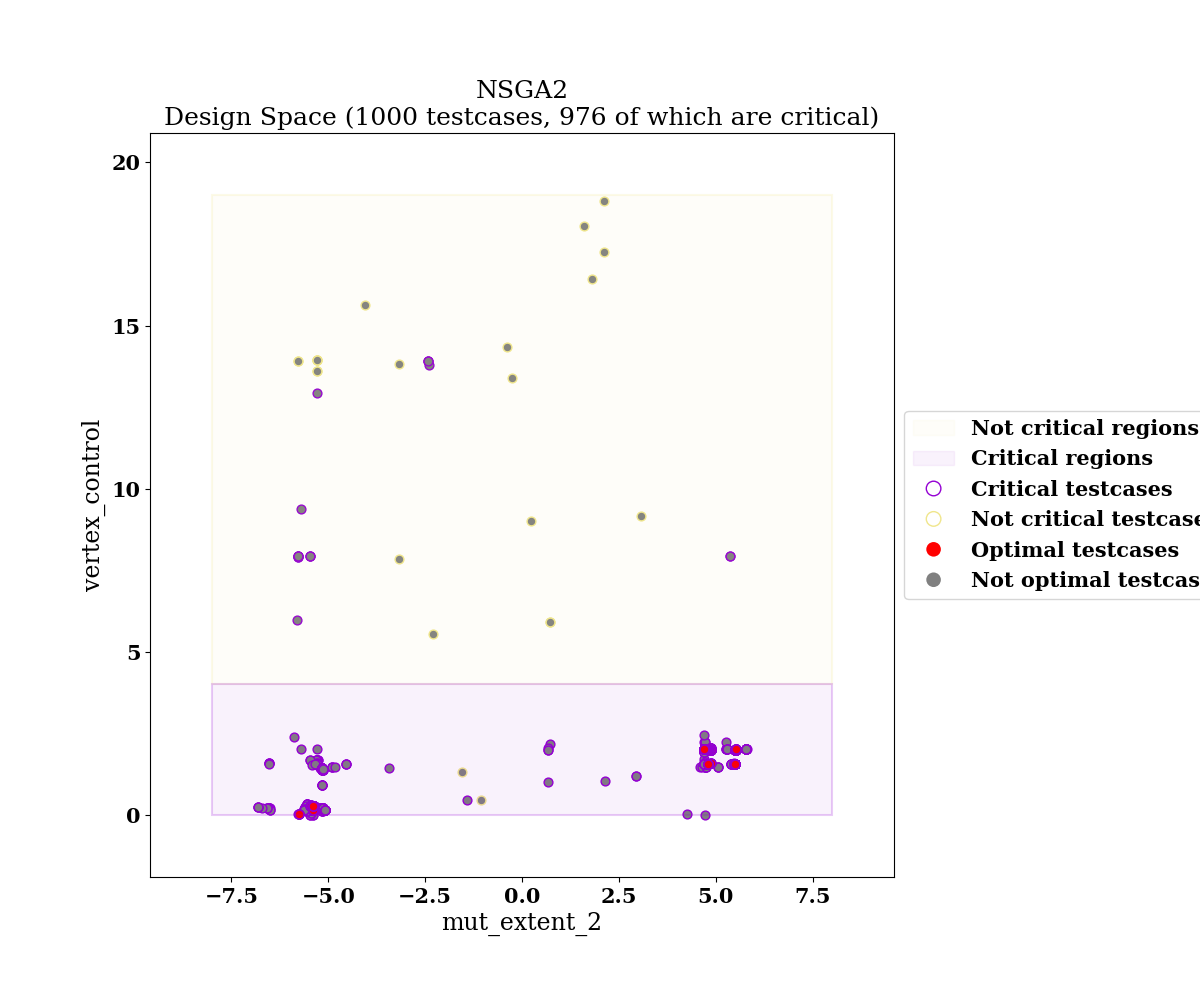 NSGA2
Design Space (1000 testcases, 976 of which are critical)
20
15
10
5
0
vertex_control
−7.5
−5.0
−2.5
0.0
2.5
5.0
7.5
mut_extent_2
Not critical regions
Critical regions
Critical testcases
Not critical testcase
Optimal testcases
Not optimal testcas